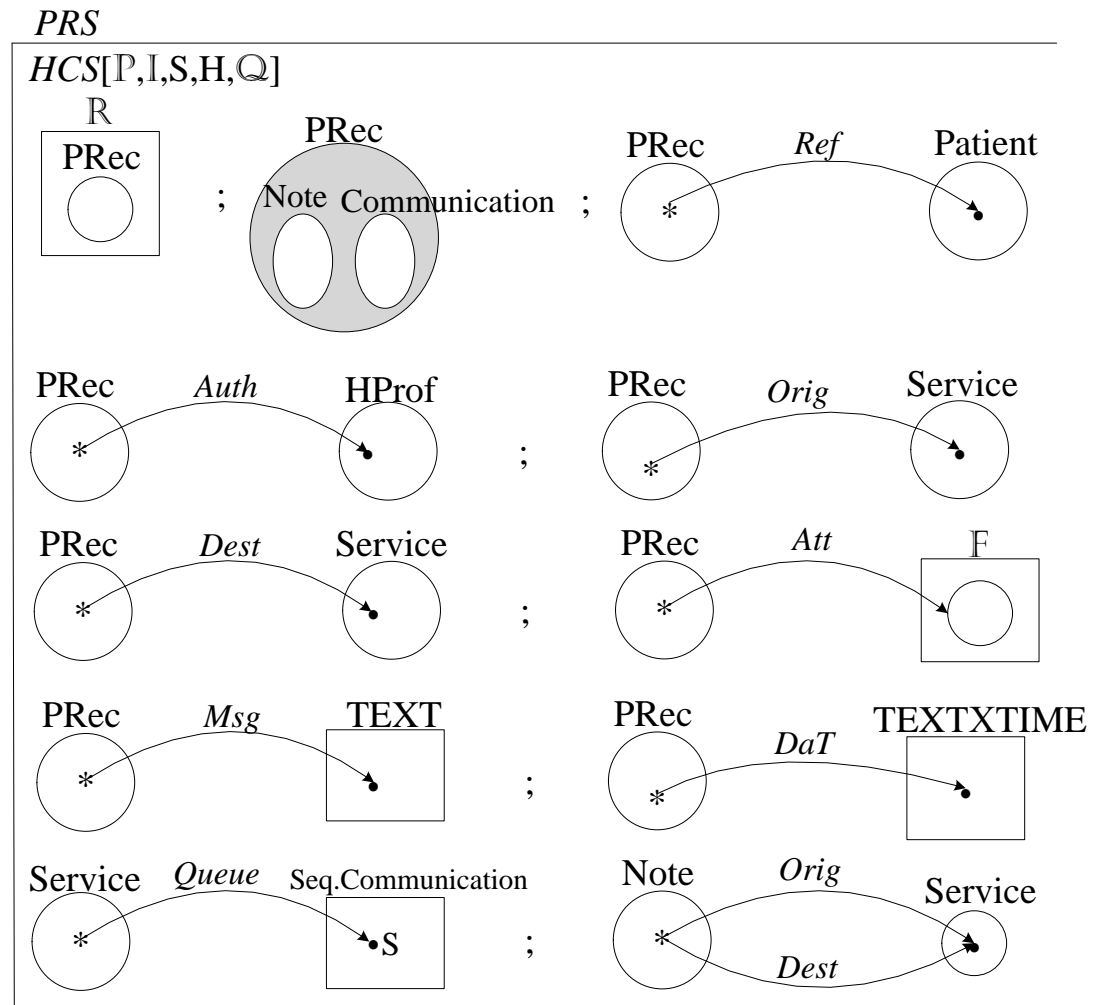 PRS
HCS[ℙ,𝕀,S,H,ℚ]
ℝ
PRec
;
PRec
Note Communication
;
PRec Ref Patient
*
PRec Auth HProf
*
;
PRec Orig Service
*
PRec Dest Service
*
;
PRec Att 𝔽
*
PRec Msg TEXT
*
;
PRec DaT TEXTXTIME
*
Service Queue Seq.Communication
* S
;
Note Orig Service
*
Dest